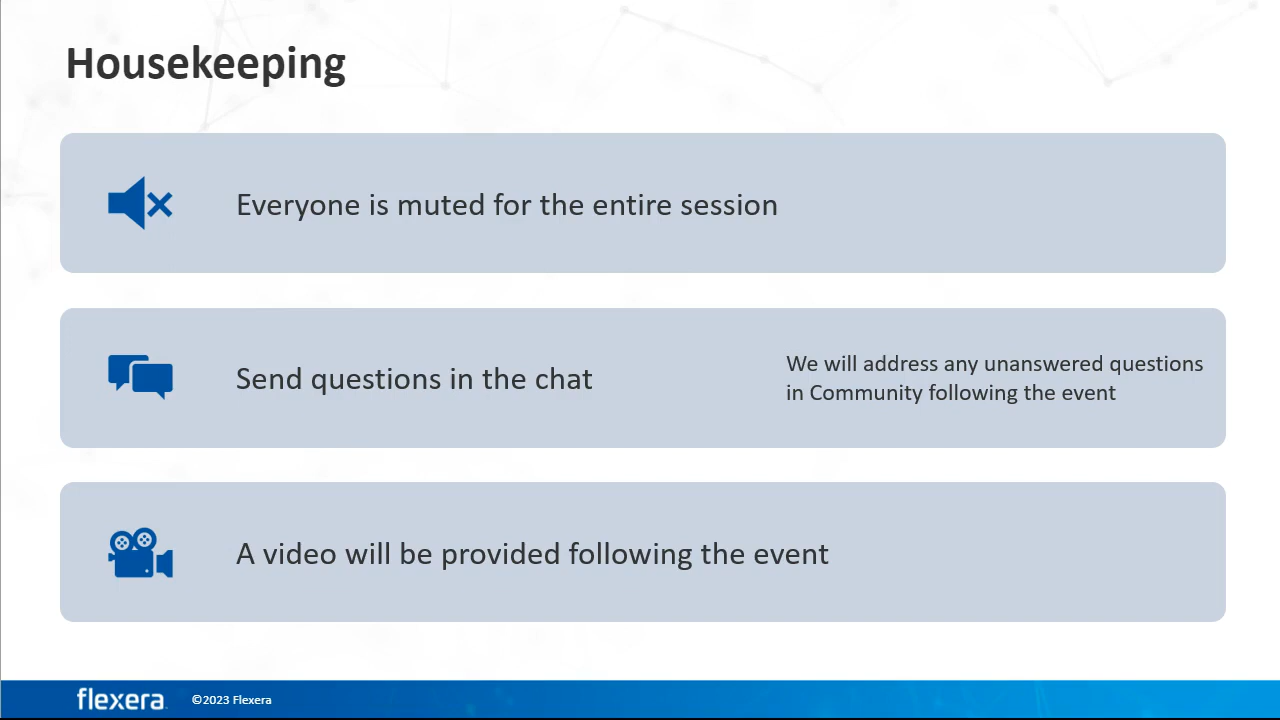 Housekeeping
Everyone is muted for the entire session
Send questions in the chat
We will address any unanswered questions
in Community following the event
A video will be provided following the event
flexera
©2023 Flexera